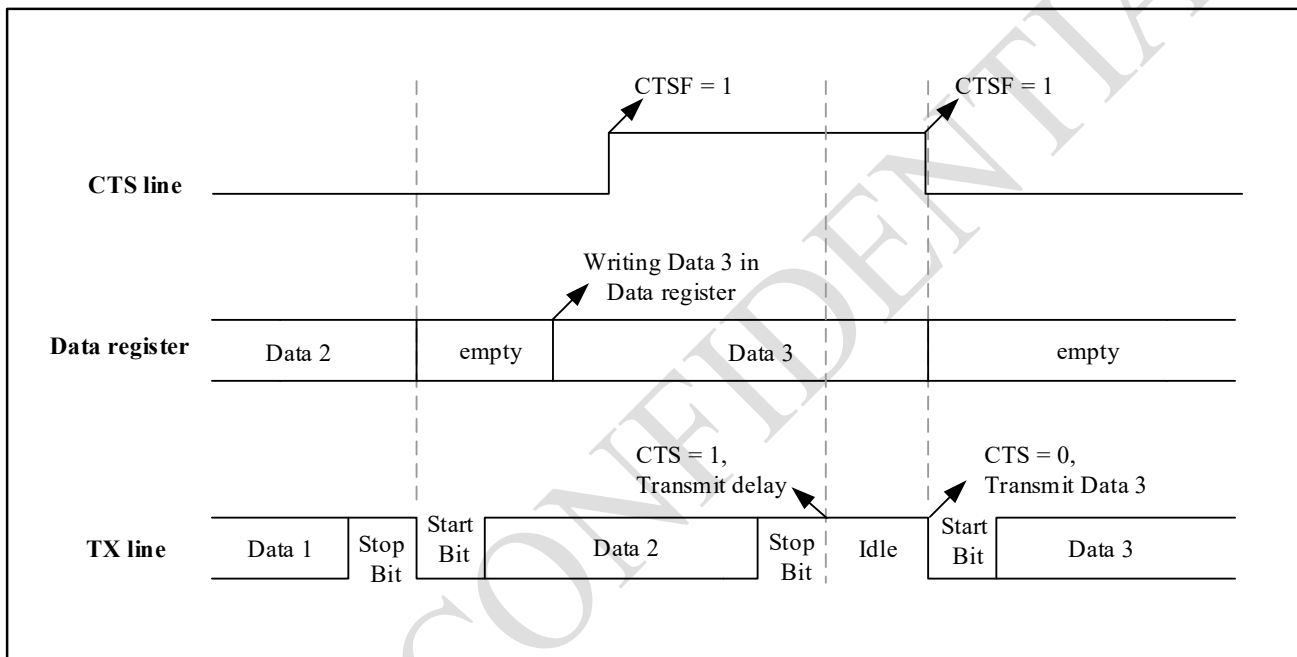 CTSF = 1
CTSF = 1
CTS line
Writing Data 3 in
Data register
Data register
Data 2
empty
Data 3
empty
CTS = 1,
Transmit delay
CTS = 0,
Transmit Data 3
TX line
Data 1
Stop
Bit
Start
Bit
Data 2
Stop
Bit
Idle
Start
Bit
Data 3
CONFIDENTIA